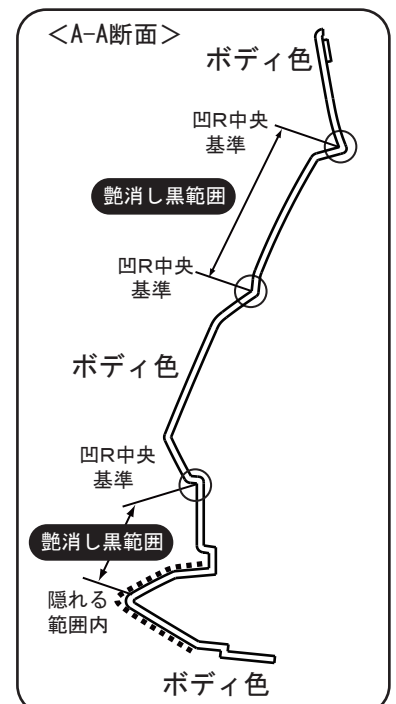 <A-A断面>
ボディ色
凹R中央
基準
艶消し黒範囲
凹R中央
基準
ボディ色
凹R中央
基準
艶消し黒範囲
隠れる
範囲内
ボディ色